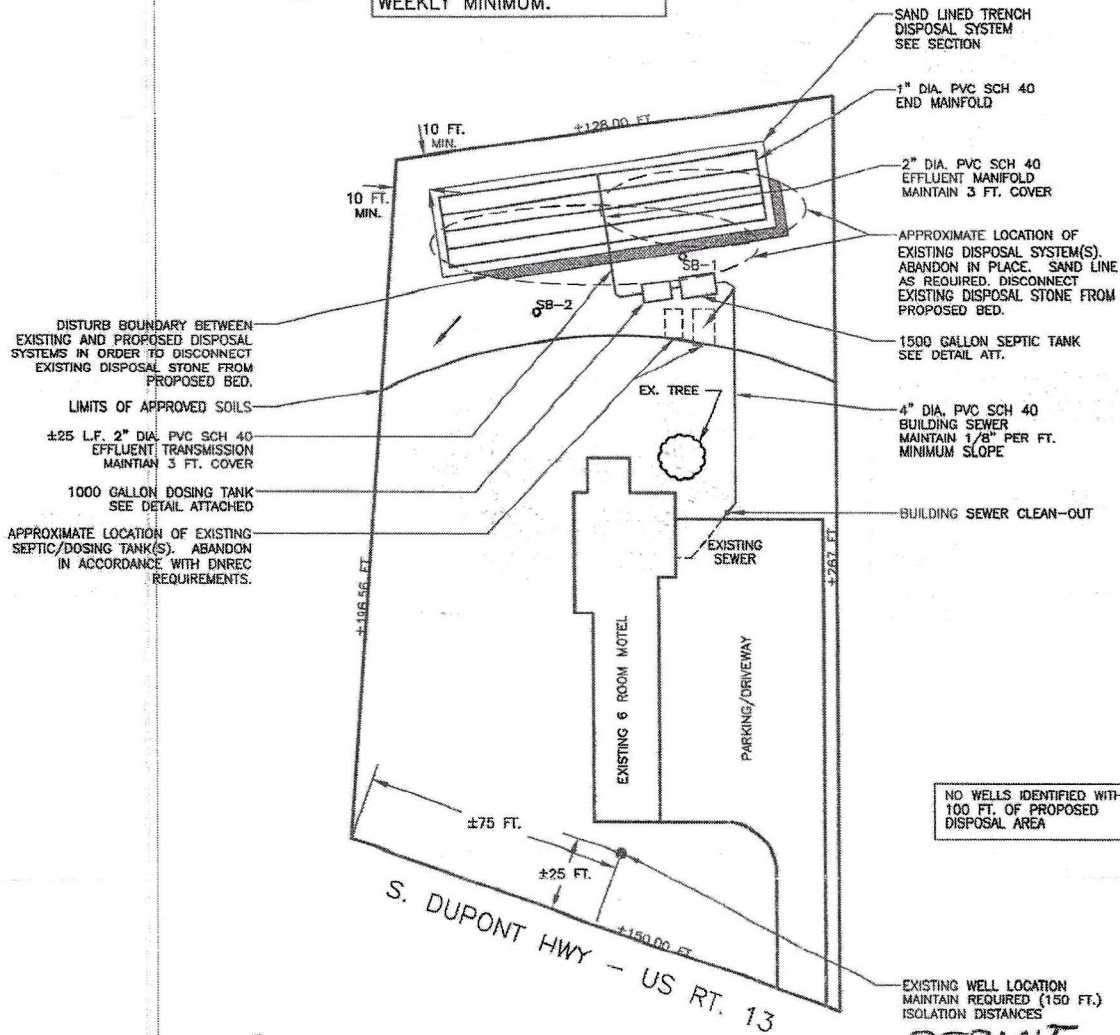 WEEKLY MINIMUM.
SAND LINED TRENCH
DISPOSAL SYSTEM
SEE SECTION
1" DIA. PVC SCH 40
END MAINFOLD
2" DIA. PVC SCH 40
EFFLUENT MANIFOLD
MAINTAIN 3 FT. COVER
APPROXIMATE LOCATION OF
EXISTING DISPOSAL SYSTEM(S).
ABANDON IN PLACE. SAND LINE
AS REQUIRED. DISCONNECT
EXISTING DISPOSAL STONE FROM
PROPOSED BED.
1500 GALLON SEPTIC TANK
SEE DETAIL ATT.
4" DIA. PVC SCH 40
BUILDING SEWER
MAINTAIN 1/8" PER FT.
MINIMUM SLOPE
BUILDING SEWER CLEAN-OUT
±128.00 FT
10 FT.
MIN.
10 FT.
MIN.
SB-1
SB-2
DISTURB BOUNDARY BETWEEN
EXISTING AND PROPOSED DISPOSAL
SYSTEMS IN ORDER TO DISCONNECT
EXISTING DISPOSAL STONE FROM
PROPOSED BED.
LIMITS OF APPROVED SOILS
±25 L.F. 2" DIA. PVC SCH 40
EFFLUENT TRANSMISSION
MAINTIAN 3 FT. COVER
1000 GALLON DOSING TANK
SEE DETAIL ATTACHED
APPROXIMATE LOCATION OF EXISTING
SEPTIC/DOSING TANK(S). ABANDON
IN ACCORDANCE WITH DNREC
REQUIREMENTS.
EX. TREE
EXISTING
SEWER
±196.56 FT
±267 FT
EXISTING 6 ROOM MOTEL
PARKING/DRIVEWAY
NO WELLS IDENTIFIED WITH
100 FT. OF PROPOSED
DISPOSAL AREA
±75 FT.
±25 FT.
±150.00 FT
S. DUPONT HWY - US RT. 13
EXISTING WELL LOCATION
MAINTAIN REQUIRED (150 FT.)
ISOLATION DISTANCES